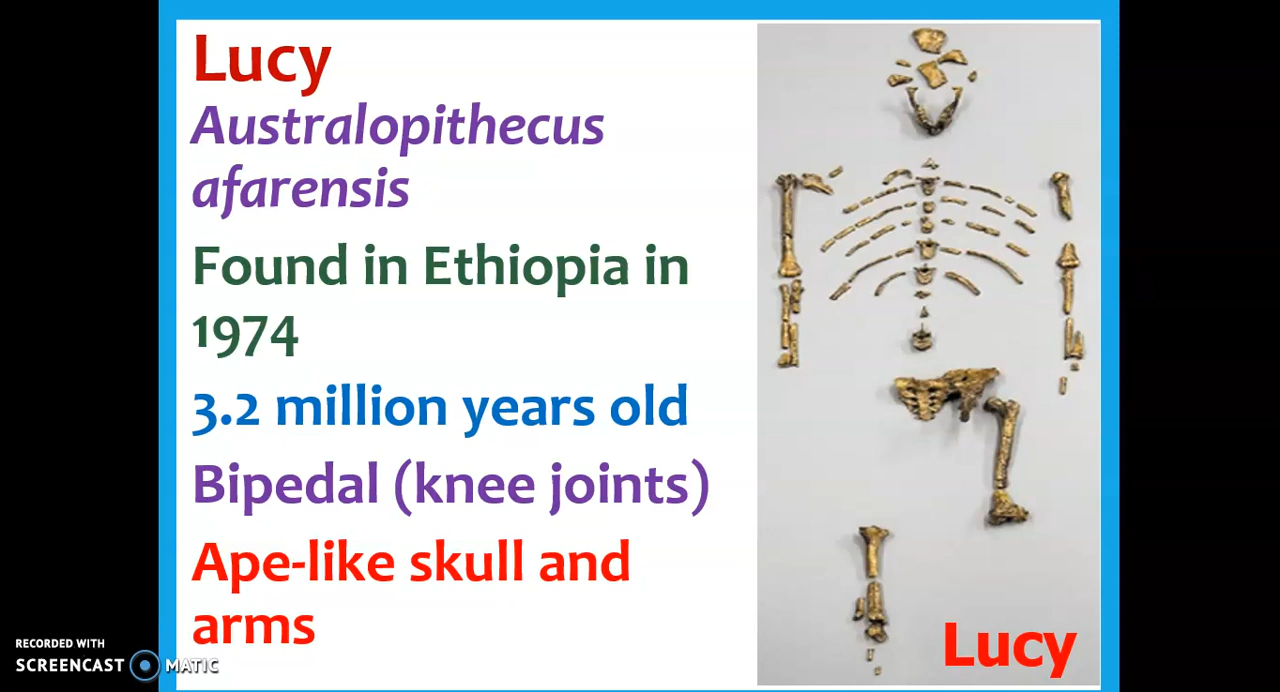 Lucy
Australopithecus
afarensis
Found in Ethiopia in
1974
3.2 million years old
Bipedal (knee joints)
Ape-like skull and
arms
Lucy
RECORDED WITH
SCREENCAST MATIC